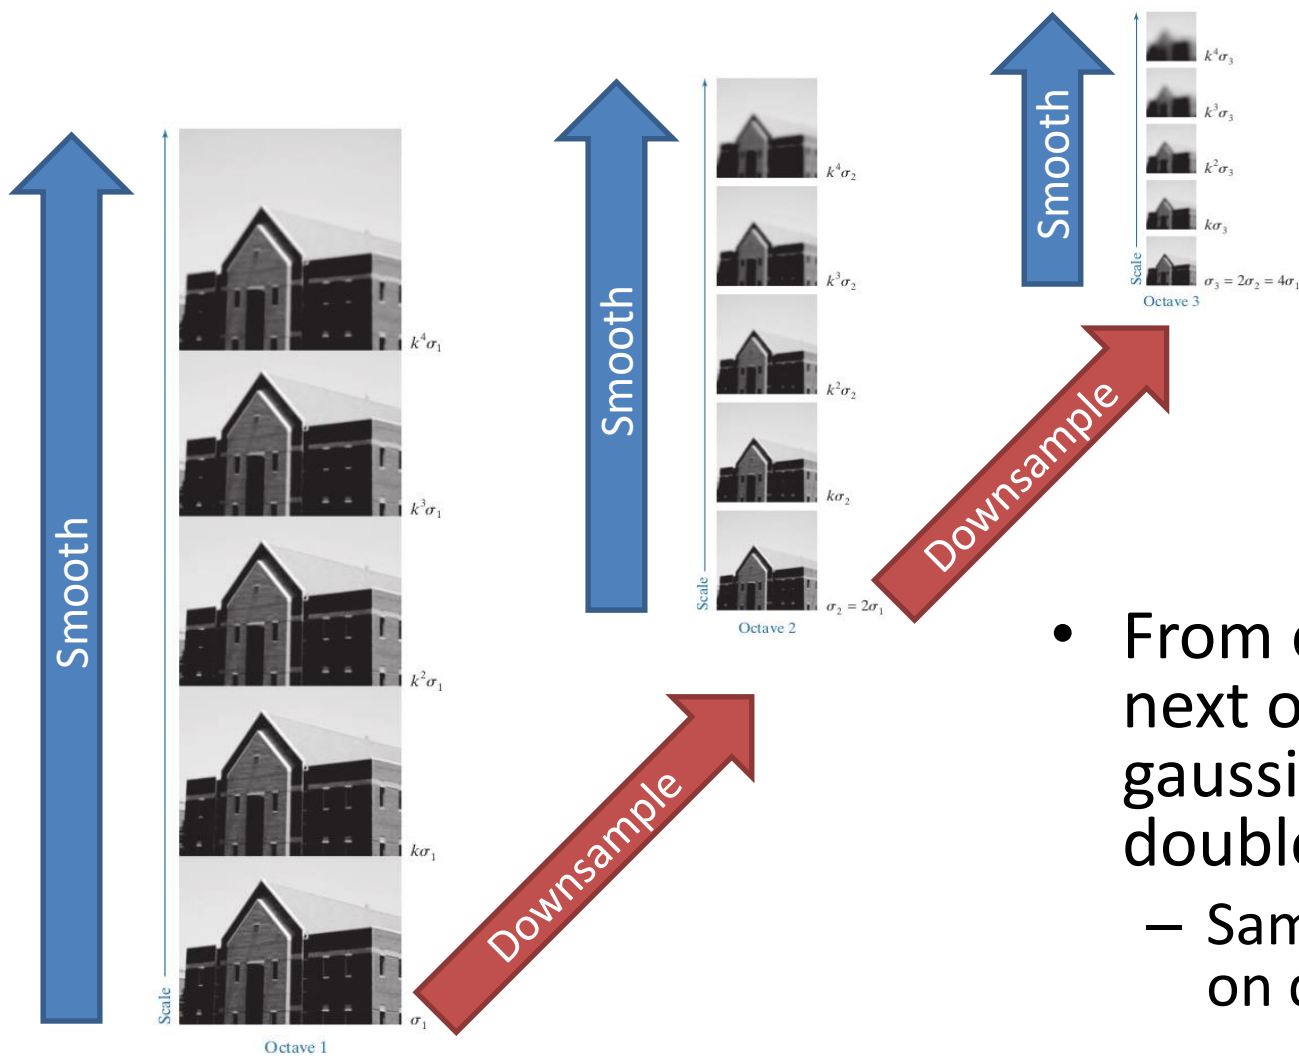 Smooth
Scale
k⁴σ₁
k³σ₁
k²σ₁
kσ₁
σ₁
Octave 1
Downsample
Smooth
Scale
k⁴σ₂
k³σ₂
k²σ₂
kσ₂
σ₂ = 2σ₁
Octave 2
Downsample
Smooth
Scale
k⁴σ₃
k³σ₃
k²σ₃
kσ₃
σ₃ = 2σ₂ = 4σ₁
Octave 3
• From
next
gaussi
double
– Sam
on